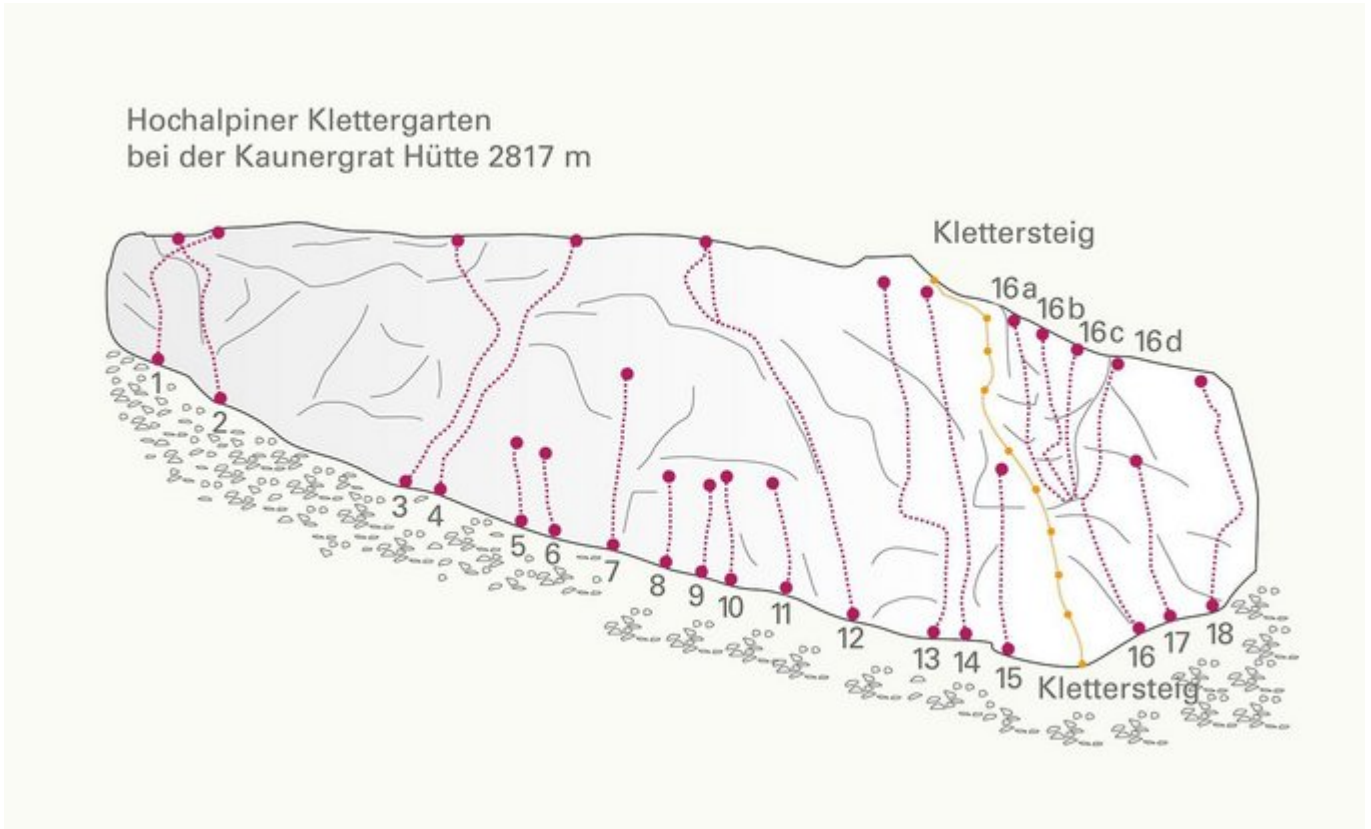 Hochalpiner Klettergarten
bei der Kaunergrat Hütte 2817 m
Klettersteig
16a
16b
16c
16d
1
2
3
4
5
6
7
8
9
10
11
12
13
14
15
16
17
18
Klettersteig